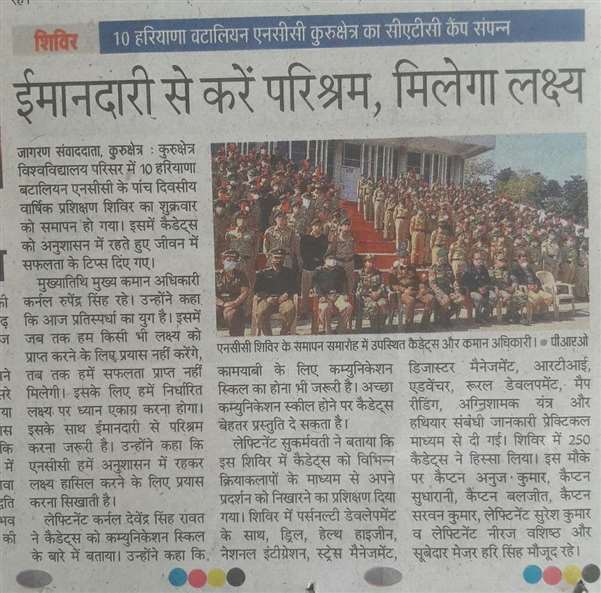 शिविर
10 हरियाणा बटालियन एनसीसी कुरुक्षेत्र का सीएटीसी कैंप संपन्न
ईमानदारी से करें परिश्रम, मिलेगा लक्ष्य
जागरण संवाददाता, कुरुक्षेत्र : कुरुक्षेत्र
विश्वविद्यालय परिसर में 10 हरियाणा
बटालियन एनसीसी के पांच दिवसीय
वार्षिक प्रशिक्षण शिविर का शुक्रवार
को समापन हो गया। इसमें कैडेट्स
को अनुशासन में रहते हुए जीवन में
सफलता के टिप्स दिए गए।
मुख्यातिथि मुख्य कमान अधिकारी
कर्नल रुपेंद्र सिंह रहे। उन्होंने कहा
कि आज प्रतिस्पर्धा का युग है। इसमें
जब तक हम किसी भी लक्ष्य को
प्राप्त करने के लिए प्रयास नहीं करेंगे,
तब तक हमें सफलता प्राप्त नहीं
मिलेगी। इसके लिए हमें निर्धारित
लक्ष्य पर ध्यान एकाग्र करना होगा।
इसके साथ ईमानदारी से परिश्रम
करना जरूरी है। उन्होंने कहा कि
एनसीसी हमें अनुशासन में रहकर
लक्ष्य हासिल करने के लिए प्रयास
करना सिखाती है।
लेफ्टिनेंट कर्नल देवेंद्र सिंह रावत
ने कैडेट्स को कम्युनिकेशन स्किल
के बारे में बताया। उन्होंने कहा कि
एनसीसी शिविर के समापन समारोह में उपस्थित कैडेट्स और कमान अधिकारी। ● पीआरओ
कामयाबी के लिए कम्युनिकेशन
स्किल का होना भी जरूरी है। अच्छा
कम्युनिकेशन स्कील होने पर कैडेट्स
बेहतर प्रस्तुति दे सकता है।
लेफ्टिनेंट सुकर्मवती ने बताया कि
इस शिविर में कैडेट्स को विभिन्न
क्रियाकलापों के माध्यम से अपने
प्रदर्शन को निखारने का प्रशिक्षण दिया
गया। शिविर में पर्सनल्टी डेवलेपमेंट
के साथ, ड्रिल, हेल्थ हाइजीन,
नेशनल इंटीग्रेशन, स्ट्रेस मैनेजमेंट,
डिजास्टर मैनेजमेंट, आरटीआई,
एडवेंचर, रूरल डेवलपमेंट, मैप
रीडिंग, अग्निशामक यंत्र और
हथियार संबंधी जानकारी प्रैक्टिकल
माध्यम से दी गई। शिविर में 250
कैडेट्स ने हिस्सा लिया। इस मौके
पर कैप्टन अनुज कुमार, कैप्टन
सुधारानी, कैप्टन बलजीत, कैप्टन
सरवन कुमार, लेफ्टिनेंट सुरेश कुमार
व लेफ्टिनेंट नीरज वशिष्ठ और
सूबेदार मेजर हरि सिंह मौजूद रहे।